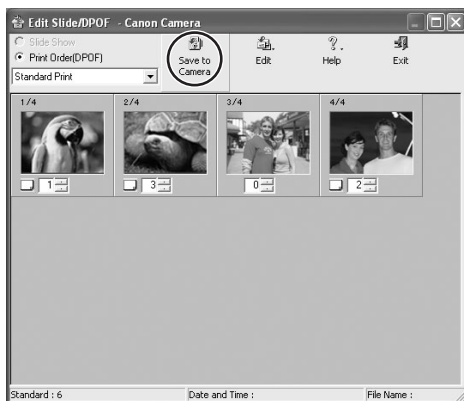 Edit Slide/DPOF - Canon Camera
Slide Show
Print Order(DPOF)
Standard Print
Save to
Camera
Edit
Help
Exit
1/4
2/4
3/4
4/4
1
3
0
2
Standard : 6
Date and Time :
File Name :